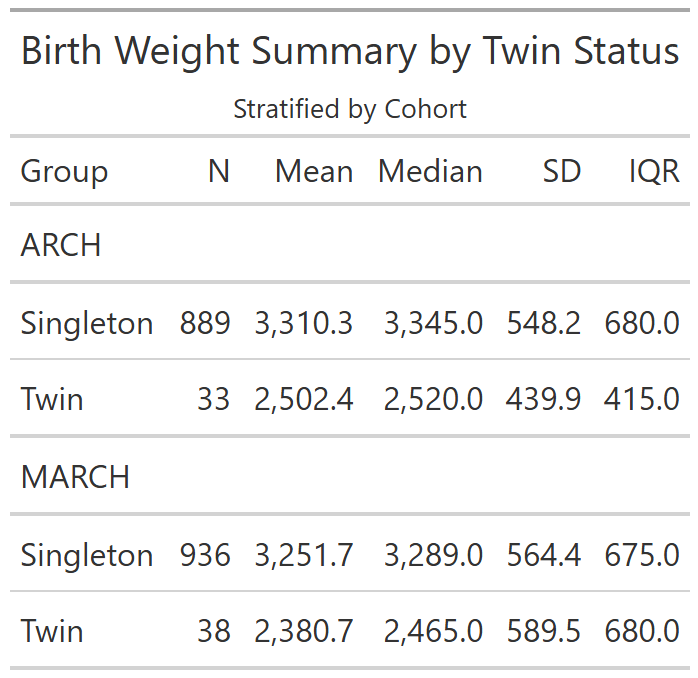 Birth Weight Summary by Twin Status
Stratified by Cohort
Group N Mean Median SD IQR
ARCH
Singleton 889 3,310.3 3,345.0 548.2 680.0
Twin 33 2,502.4 2,520.0 439.9 415.0
MARCH
Singleton 936 3,251.7 3,289.0 564.4 675.0
Twin 38 2,380.7 2,465.0 589.5 680.0